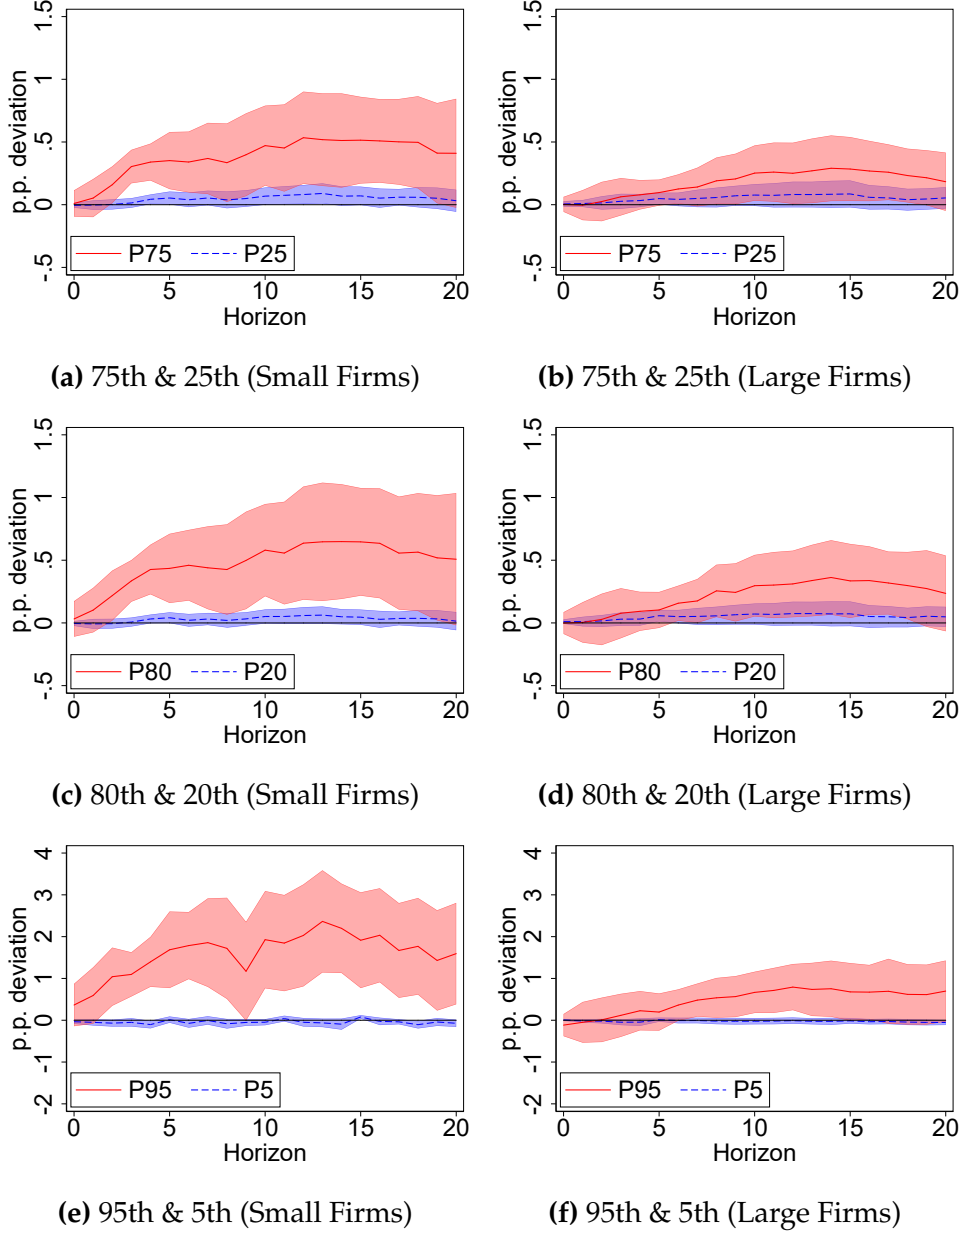 1.5
1
.5
0
-.5
p.p. deviation
P75 P25
0 5 10 15 20
Horizon
(a) 75th & 25th (Small Firms)
1.5
1
.5
0
-.5
p.p. deviation
P75 P25
0 5 10 15 20
Horizon
(b) 75th & 25th (Large Firms)
1.5
1
.5
0
-.5
p.p. deviation
P80 P20
0 5 10 15 20
Horizon
(c) 80th & 20th (Small Firms)
1.5
1
.5
0
-.5
p.p. deviation
P80 P20
0 5 10 15 20
Horizon
(d) 80th & 20th (Large Firms)
4
3
2
1
0
-1
-2
p.p. deviation
P95 P5
0 5 10 15 20
Horizon
(e) 95th & 5th (Small Firms)
4
3
2
1
0
-1
-2
p.p. deviation
P95 P5
0 5 10 15 20
Horizon
(f) 95th & 5th (Large Firms)